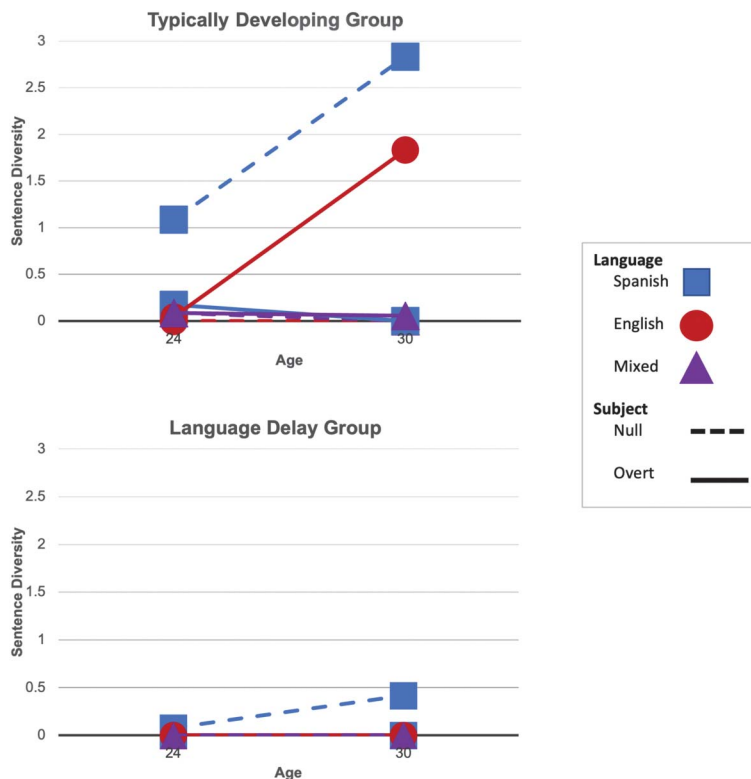 Typically Developing Group
3
2.5
2
1.5
1
0.5
0
Sentence Diversity
24
30
Age
Language
Spanish
English
Mixed
Subject
Null
Overt
Language Delay Group
3
2.5
2
1.5
1
0.5
0
Sentence Diversity
24
30
Age